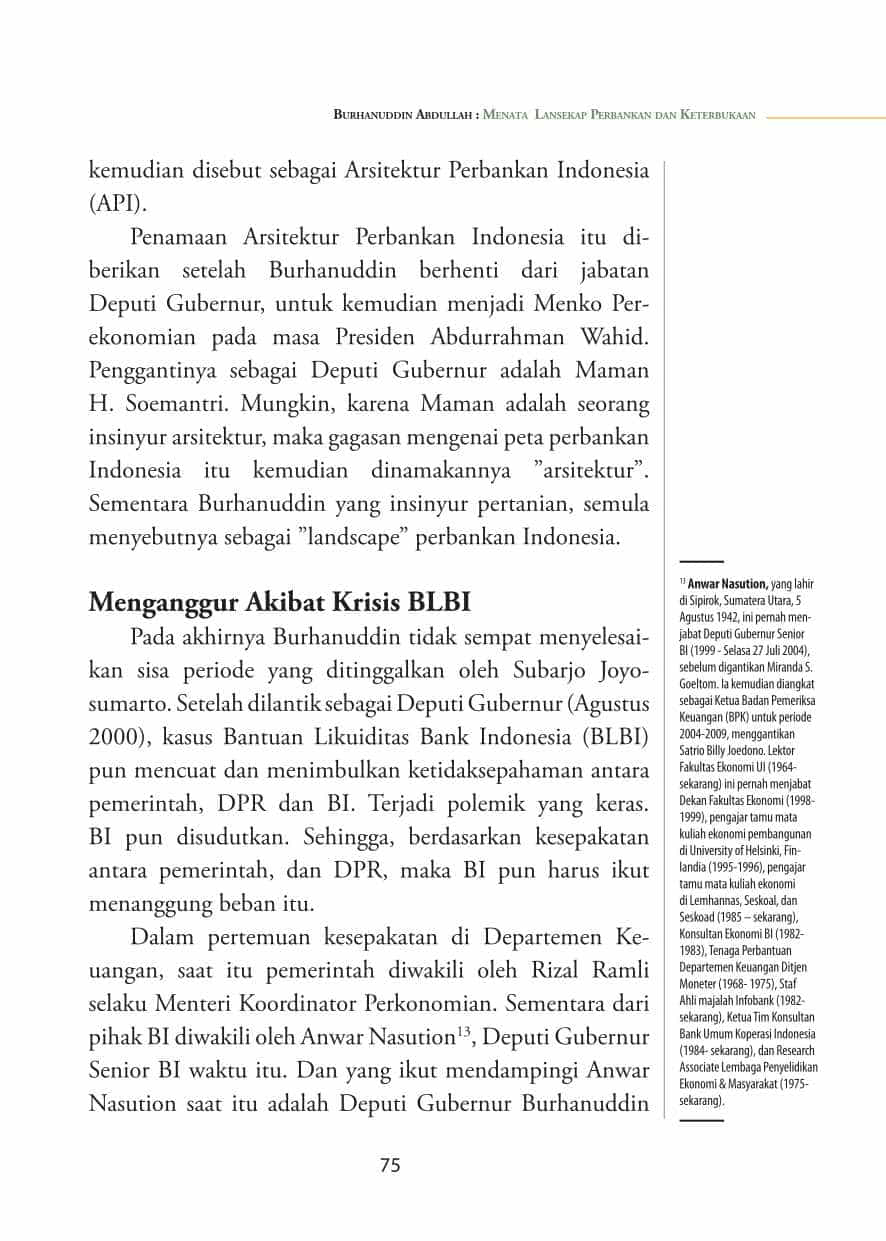 Burhanuddin Abdullah : Menata Lansekap Perbankan dan Keterbukaan
kemudian disebut sebagai Arsitektur Perbankan Indonesia
(API).
Penamaan Arsitektur Perbankan Indonesia itu di-
berikan setelah Burhanuddin berhenti dari jabatan
Deputi Gubernur, untuk kemudian menjadi Menko Per-
ekonomian pada masa Presiden Abdurrahman Wahid.
Penggantinya sebagai Deputi Gubernur adalah Maman
H. Soemantri. Mungkin, karena Maman adalah seorang
insinyur arsitektur, maka gagasan mengenai peta perbankan
Indonesia itu kemudian dinamakannya ”arsitektur”.
Sementara Burhanuddin yang insinyur pertanian, semula
menyebutnya sebagai ”landscape” perbankan Indonesia.
Menganggur Akibat Krisis BLBI
Pada akhirnya Burhanuddin tidak sempat menyelesai-
kan sisa periode yang ditinggalkan oleh Subarjo Joyo-
sumarto. Setelah dilantik sebagai Deputi Gubernur (Agustus
2000), kasus Bantuan Likuiditas Bank Indonesia (BLBI)
pun mencuat dan menimbulkan ketidaksepahaman antara
pemerintah, DPR dan BI. Terjadi polemik yang keras.
BI pun disudutkan. Sehingga, berdasarkan kesepakatan
antara pemerintah, dan DPR, maka BI pun harus ikut
menanggung beban itu.
Dalam pertemuan kesepakatan di Departemen Ke-
uangan, saat itu pemerintah diwakili oleh Rizal Ramli
selaku Menteri Koordinator Perkonomian. Sementara dari
pihak BI diwakili oleh Anwar Nasution13, Deputi Gubernur
Senior BI waktu itu. Dan yang ikut mendampingi Anwar
Nasution saat itu adalah Deputi Gubernur Burhanuddin
13 Anwar Nasution, yang lahir
di Sipirok, Sumatera Utara, 5
Agustus 1942, ini pernah men-
jabat Deputi Gubernur Senior
BI (1999 - Selasa 27 Juli 2004),
sebelum digantikan Miranda S.
Goeltom. Ia kemudian diangkat
sebagai Ketua Badan Pemeriksa
Keuangan (BPK) untuk periode
2004-2009, menggantikan
Satrio Billy Joedono. Lektor
Fakultas Ekonomi UI (1964-
sekarang) ini pernah menjabat
Dekan Fakultas Ekonomi (1998-
1999), pengajar tamu mata
kuliah ekonomi pembangunan
di University of Helsinki, Fin-
landia (1995-1996), pengajar
tamu mata kuliah ekonomi
di Lemhannas, Seskoal, dan
Seskoad (1985 – sekarang),
Konsultan Ekonomi BI (1982-
1983), Tenaga Perbantuan
Departemen Keuangan Ditjen
Moneter (1968- 1975), Staf
Ahli majalah Infobank (1982-
sekarang), Ketua Tim Konsultan
Bank Umum Koperasi Indonesia
(1984- sekarang), dan Research
Associate Lembaga Penyelidikan
Ekonomi & Masyarakat (1975-
sekarang).
75